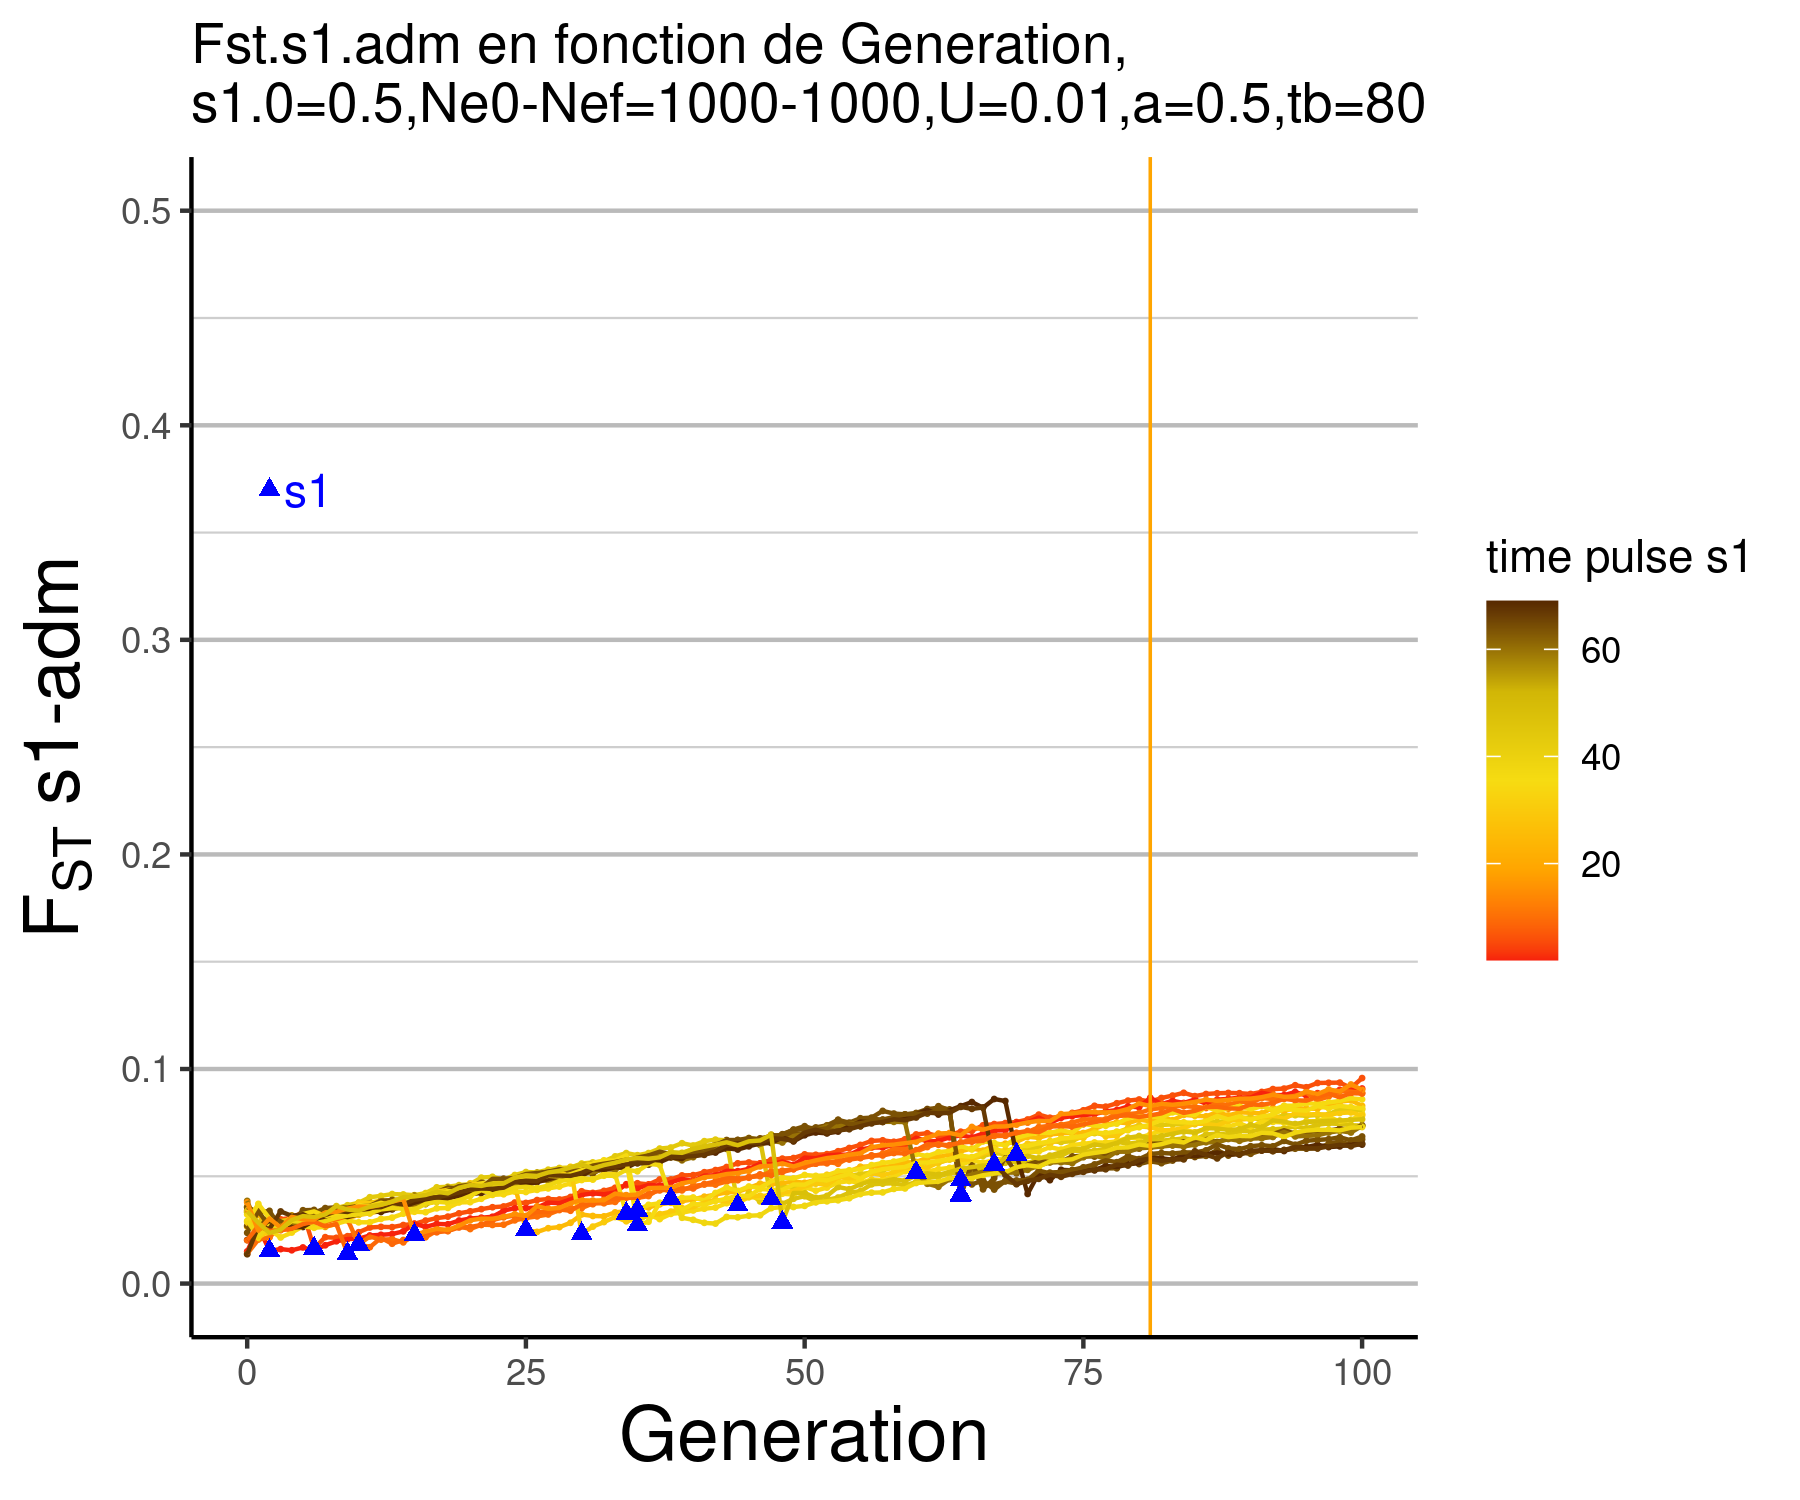 Fst.s1.adm en fonction de Generation,
s1.0=0.5,Ne0-Nef=1000-1000,U=0.01,a=0.5,tb=80
0.5
0.4
0.3
0.2
0.1
0.0
s1
FST s1-adm
0 25 50 75 100
Generation
time pulse s1
60
40
20